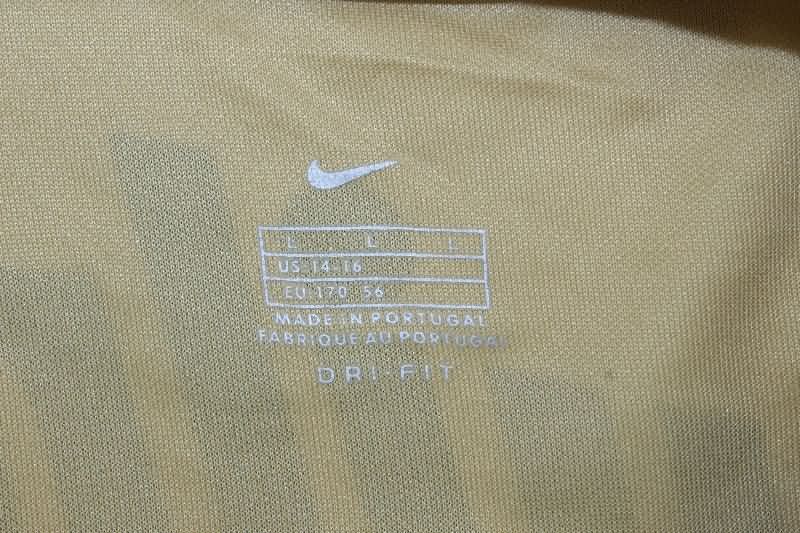 L L L
US 14-16
EU 170 56
MADE IN PORTUGAL
FABRIQUE AU PORTUGAL
DRI-FIT